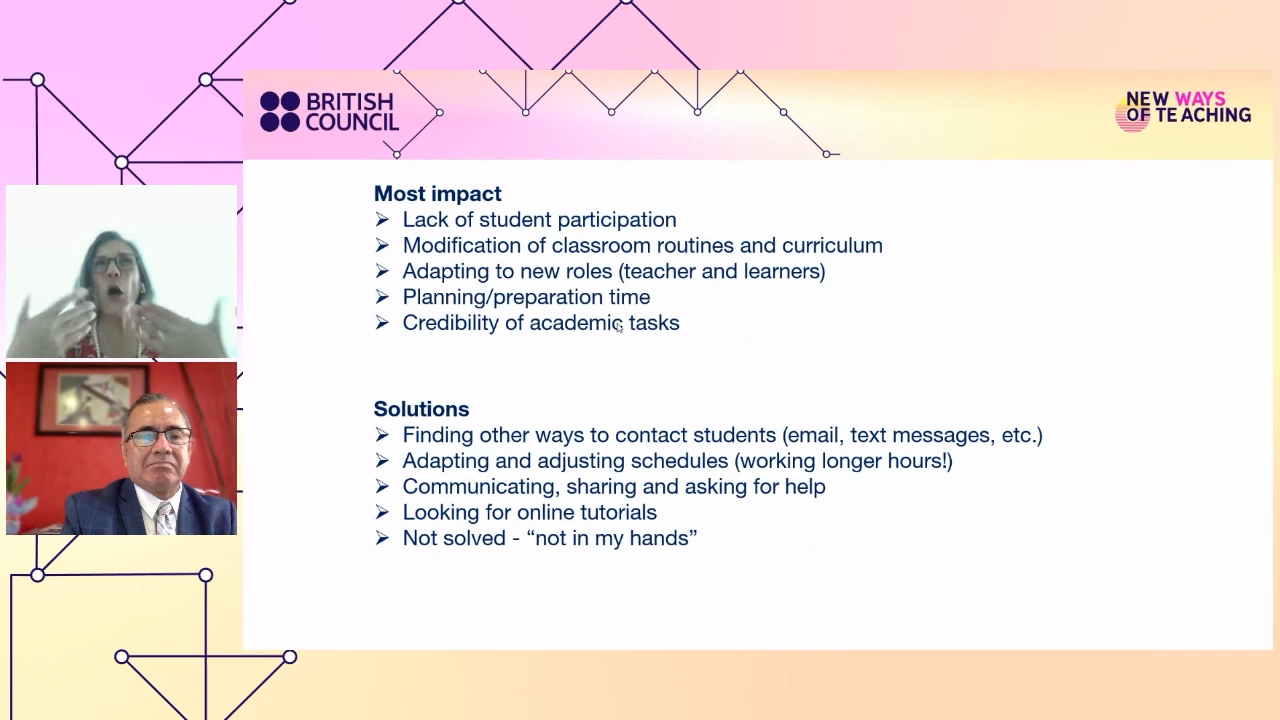 BRITISH
COUNCIL
NEW WAYS
OF TEACHING
Most impact
➢ Lack of student participation
➢ Modification of classroom routines and curriculum
➢ Adapting to new roles (teacher and learners)
➢ Planning/preparation time
➢ Credibility of academic tasks
Solutions
➢ Finding other ways to contact students (email, text messages, etc.)
➢ Adapting and adjusting schedules (working longer hours!)
➢ Communicating, sharing and asking for help
➢ Looking for online tutorials
➢ Not solved - “not in my hands”